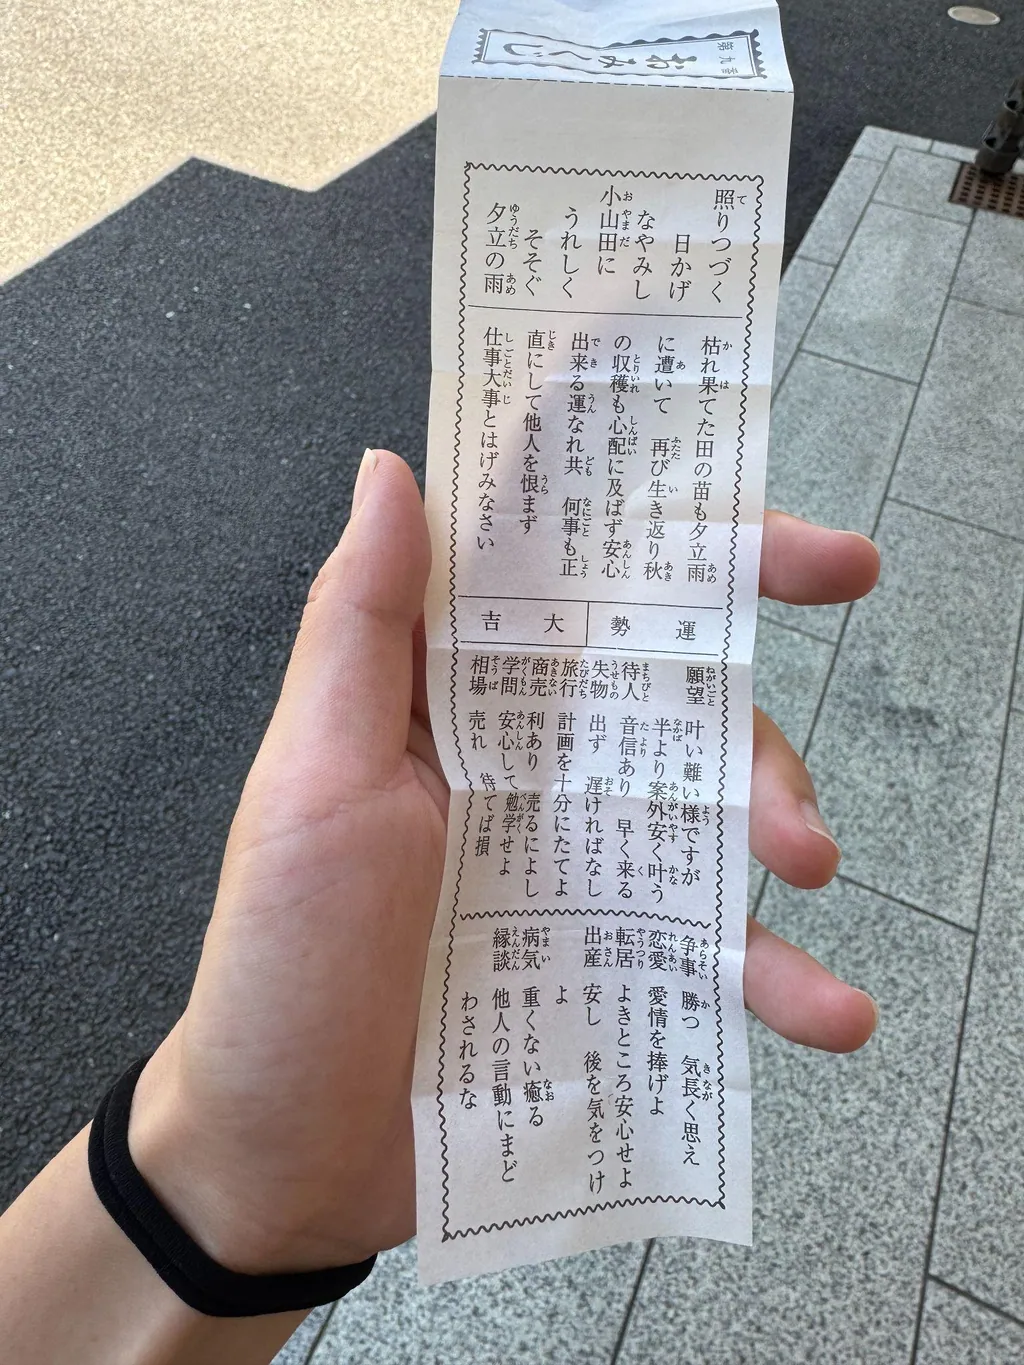 第九番
おみくじ
照りつづく
日かげ
なやみし
小山田に
うれしく
そそぐ
夕立の雨
枯れ果てた田の苗も夕立雨
に遭いて 再び生き返り秋
の収穫も心配に及ばず安心
出来る運なれ共 何事も正
直にして他人を恨まず
仕事大事とはげみなさい
運勢
大吉
願望 叶い難い様ですが
半より案外安く叶う
待人 音信あり 早く来る
失物 出ず 遅ければなし
旅行 計画を十分にたてよ
商売 利あり 売るによし
学問 安心して勉学せよ
相場 売れ 待てば損
争事 勝つ 気長く思え
恋愛 愛情を捧げよ
転居 よきところ安心せよ
出産 安し 後を気をつけ
よ
病気 重くない癒る
縁談 他人の言動にまど
わされるな